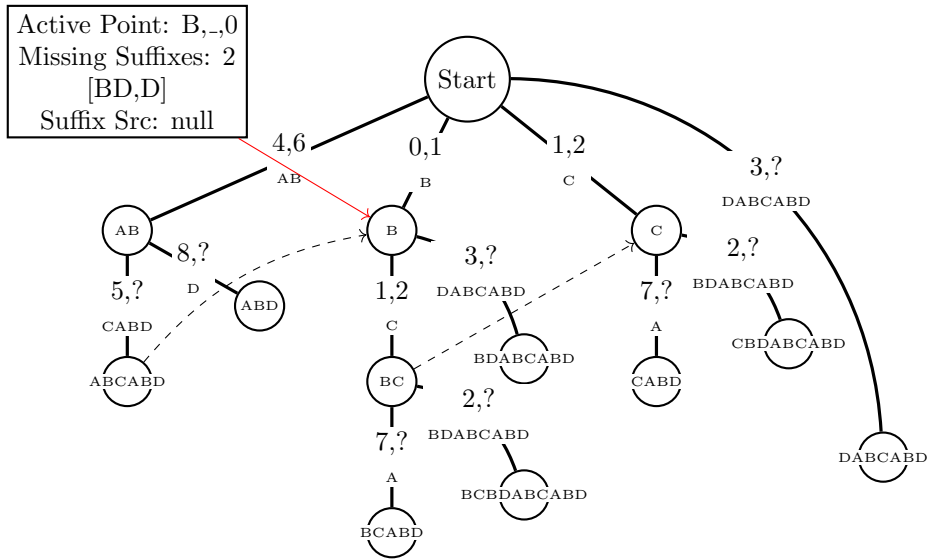 Active Point: B,_,0
Missing Suffixes: 2
[BD,D]
Suffix Src: null
Start
4,6
AB
0,1
B
1,2
C
3,?
DABCABD
AB
B
C
8,?
D
3,?
DABCABD
2,?
BDABCABD
5,?
CABD
ABD
1,2
C
7,?
A
BDABCABD
CBDABCABD
ABCABD
BC
CABD
2,?
BDABCABD
7,?
A
DABCABD
BCBDABCABD
BCABD